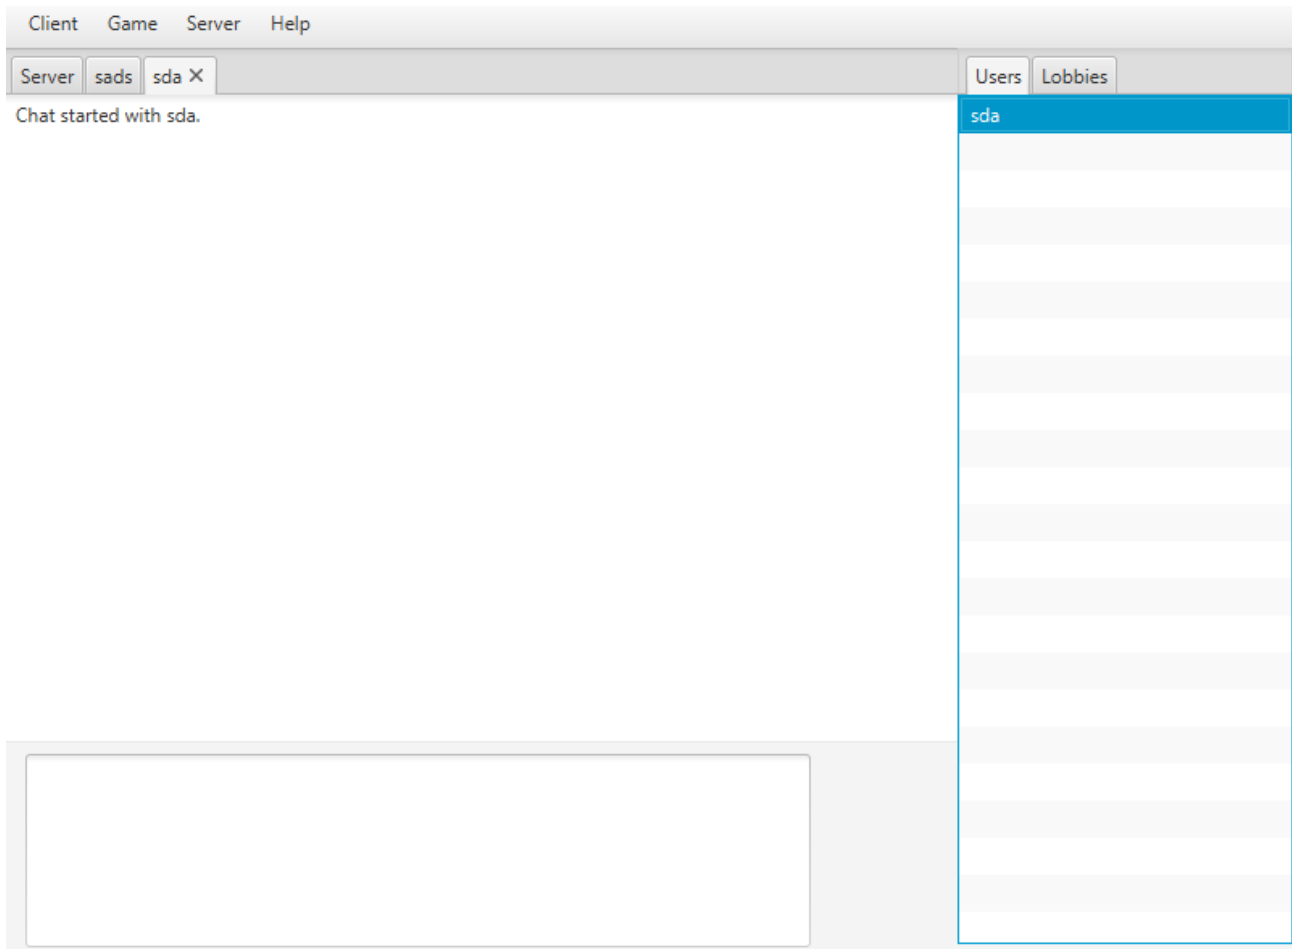 Client Game Server Help
Server sads sda
Users Lobbies
Chat started with sda.
sda